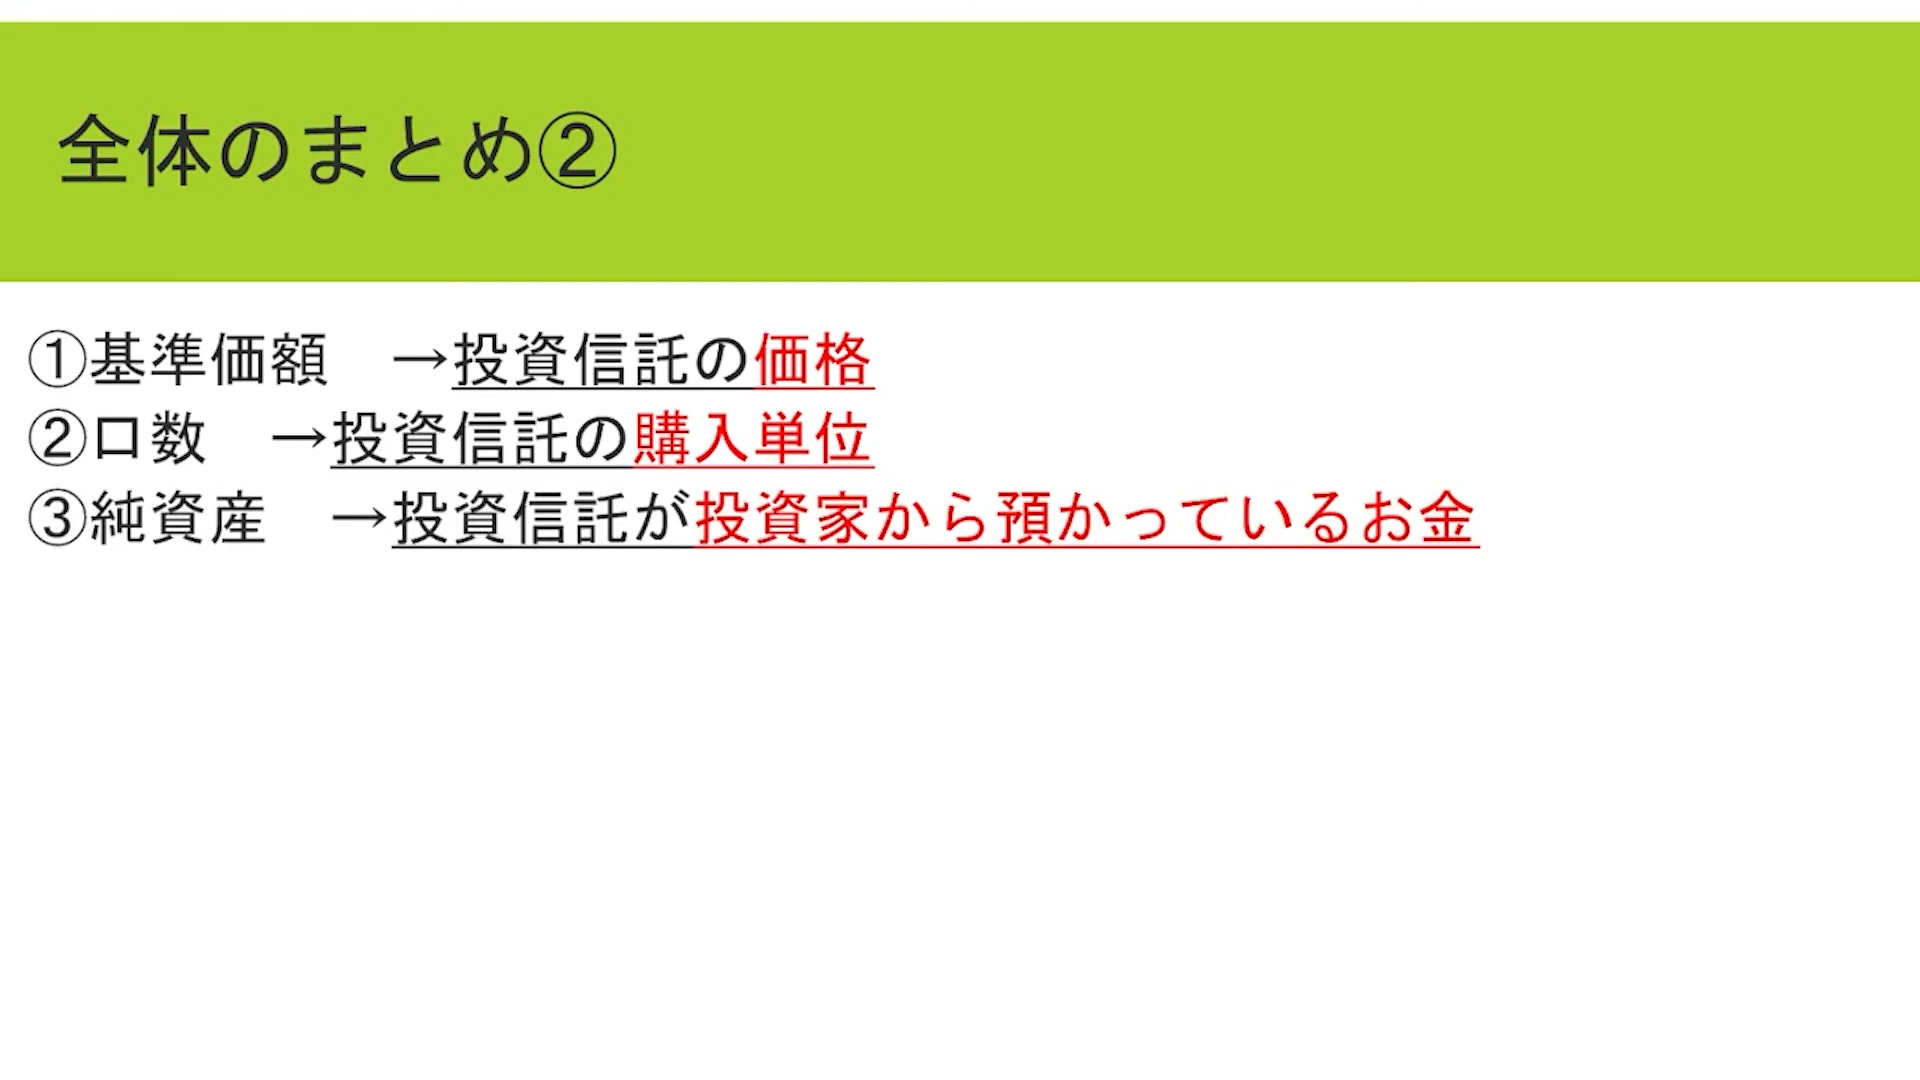 全体のまとめ②
①基準価額　→投資信託の価格
②口数　→投資信託の購入単位
③純資産　→投資信託が投資家から預かっているお金